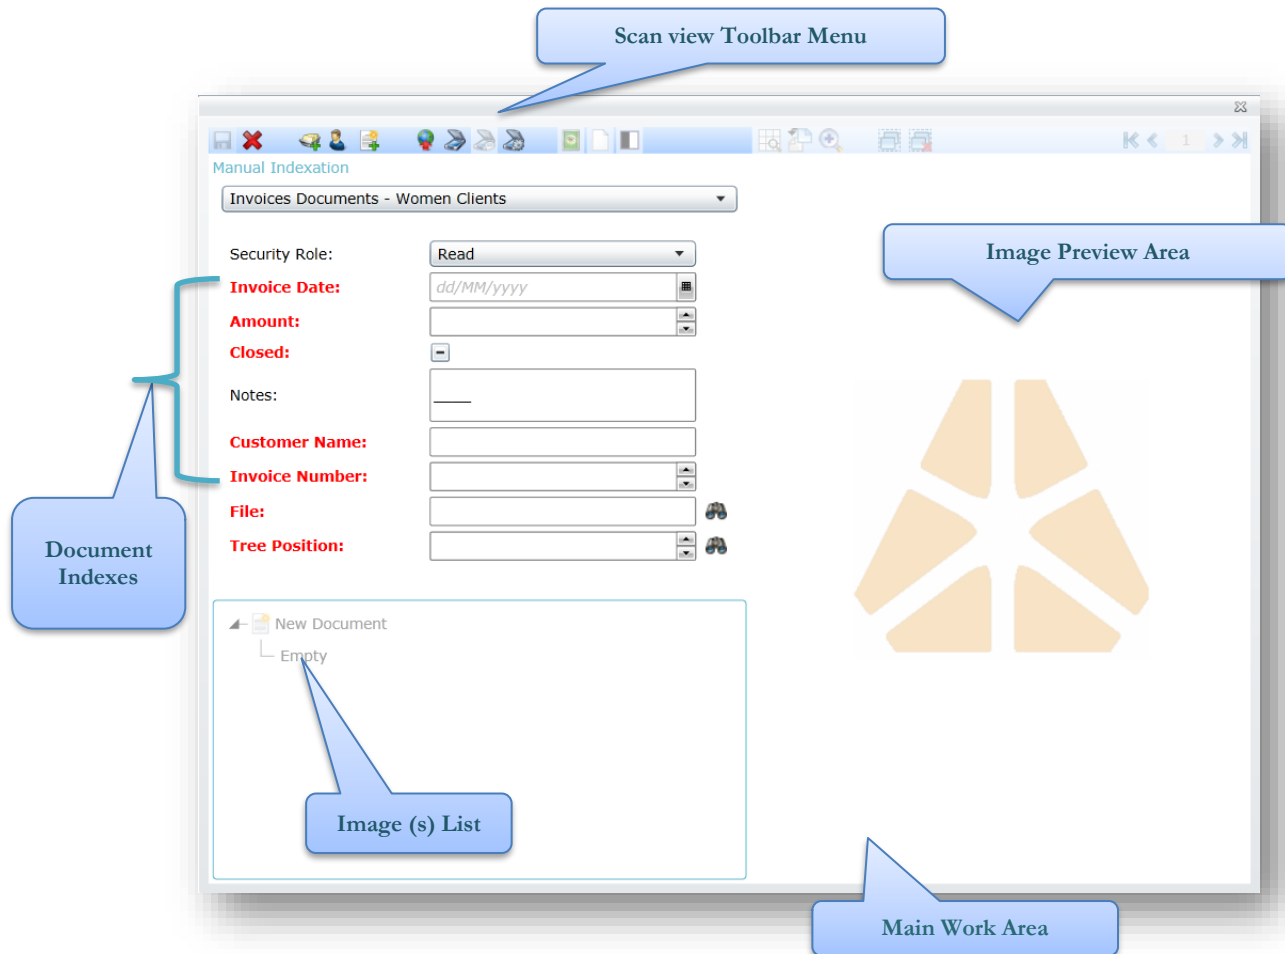 Scan view Toolbar Menu
1
Manual Indexation
Invoices Documents - Women Clients
Security Role:
Read
Image Preview Area
Invoice Date:
dd/MM/yyyy
Amount:
Closed:
Notes:
Customer Name:
Invoice Number:
File:
Document
Indexes
Tree Position:
New Document
Empty
Image (s) List
Main Work Area